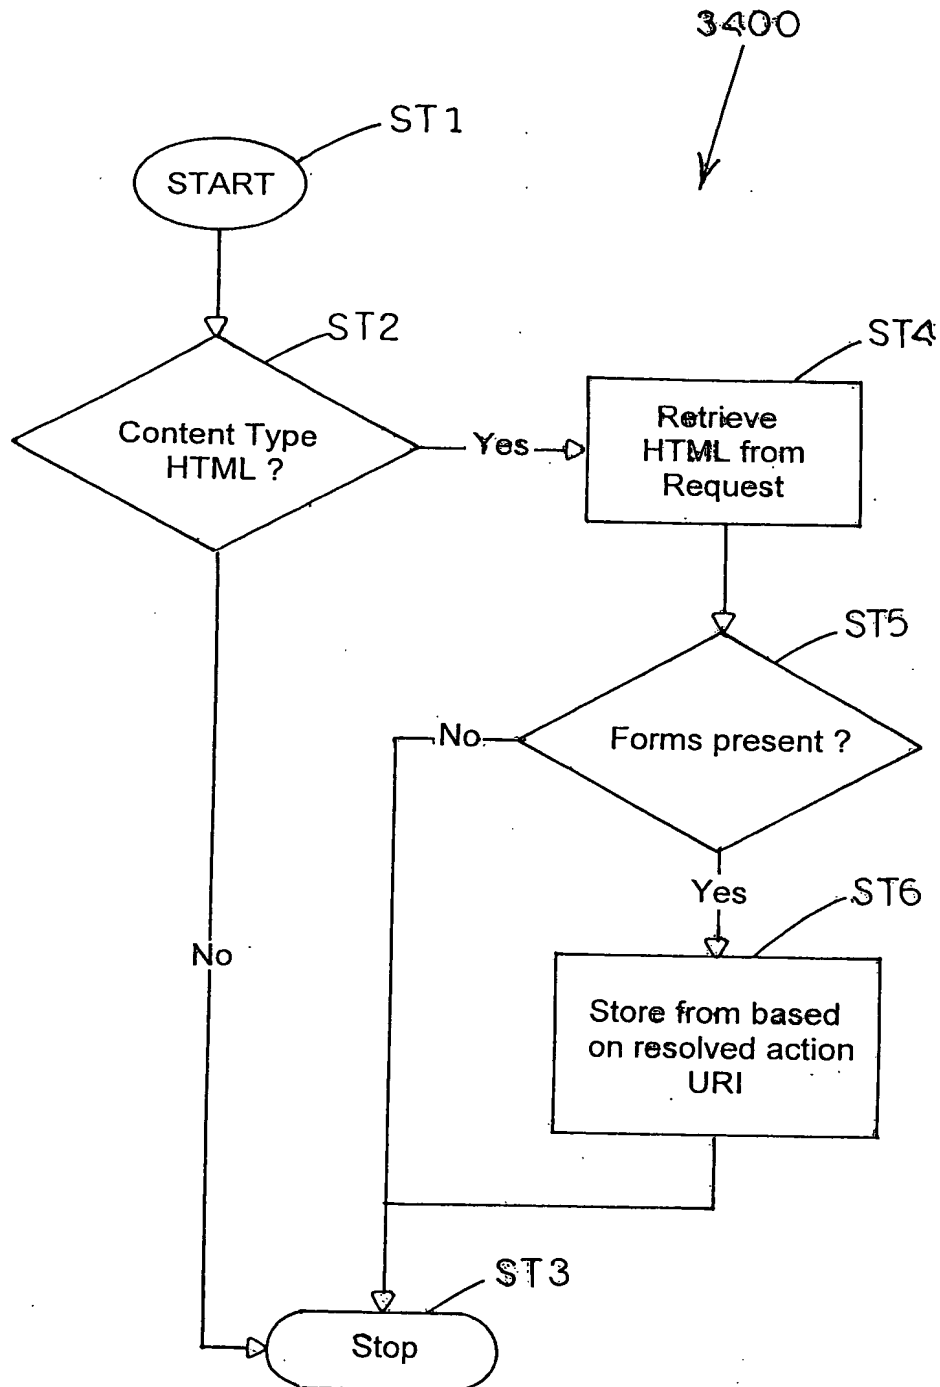 3400
ST1
START
ST2
Content Type
HTML ?
Yes
ST4
Retrieve
HTML from
Request
ST5
Forms present ?
No
Yes
ST6
Store from based
on resolved action
URI
No
ST3
Stop